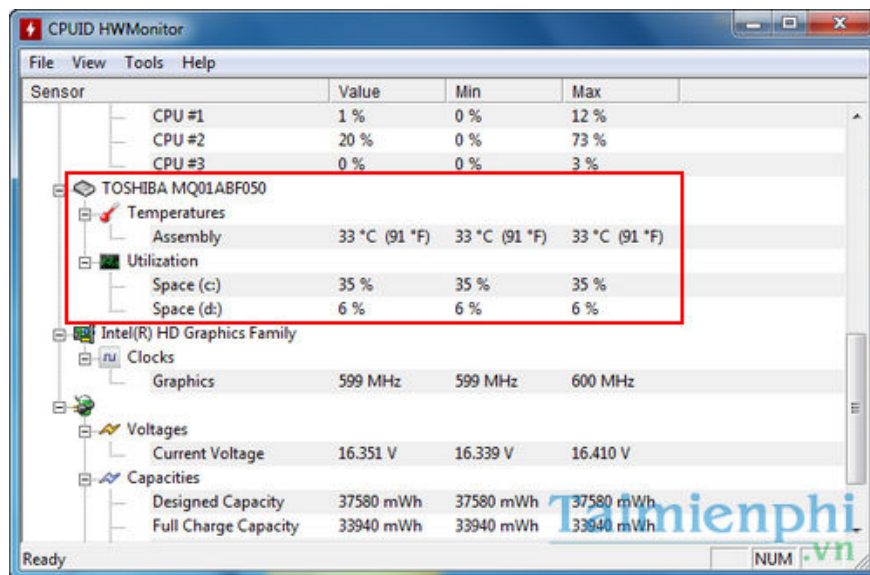 CPUID HWMonitor
File View Tools Help
Sensor Value Min Max
CPU #1 1 % 0 % 12 %
CPU #2 20 % 0 % 73 %
CPU #3 0 % 0 % 3 %
TOSHIBA MQ01ABF050
Temperatures
Assembly 33 °C (91 °F) 33 °C (91 °F) 33 °C (91 °F)
Utilization
Space (c:) 35 % 35 % 35 %
Space (d:) 6 % 6 % 6 %
Intel(R) HD Graphics Family
Clocks
Graphics 599 MHz 599 MHz 600 MHz
Voltages
Current Voltage 16.351 V 16.339 V 16.410 V
Capacities
Designed Capacity 37580 mWh 37580 mWh 37580 mWh
Full Charge Capacity 33940 mWh 33940 mWh 33940 mWh
Taimienphi
.vn
Ready NUM